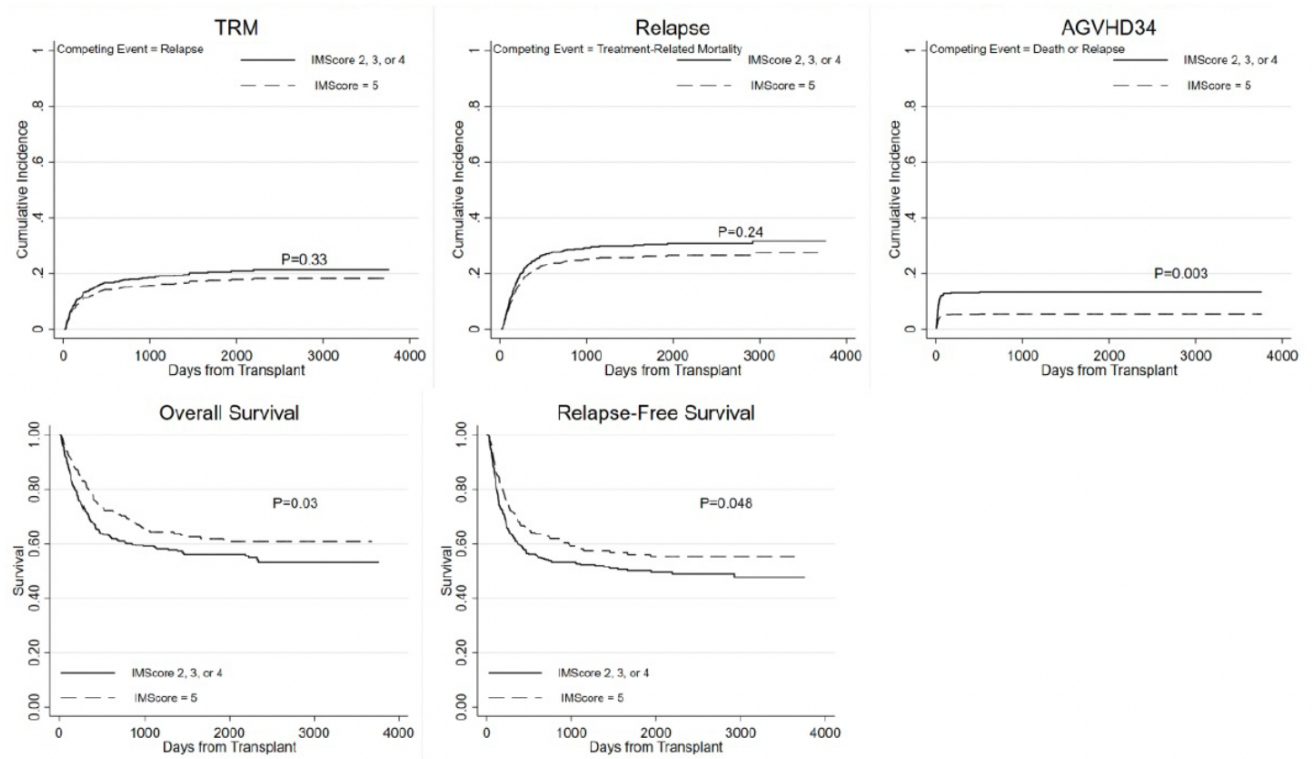 TRM
Competing Event = Relapse
IMScore 2, 3, or 4
IMScore = 5
P=0.33
Cumulative Incidence
0 .2 .4 .6 .8 1
0 1000 2000 3000 4000
Days from Transplant
Relapse
Competing Event = Treatment-Related Mortality
IMScore 2, 3, or 4
IMScore = 5
P=0.24
Cumulative Incidence
0 .2 .4 .6 .8 1
0 1000 2000 3000 4000
Days from Transplant
AGVHD34
Competing Event = Death or Relapse
IMScore 2, 3, or 4
IMScore = 5
P=0.003
Cumulative Incidence
0 .2 .4 .6 .8 1
0 1000 2000 3000 4000
Days from Transplant
Overall Survival
P=0.03
Survival
0.00 0.20 0.40 0.60 0.80 1.00
IMScore 2, 3, or 4
IMScore = 5
0 1000 2000 3000 4000
Days from Transplant
Relapse-Free Survival
P=0.048
Survival
0.00 0.20 0.40 0.60 0.80 1.00
IMScore 2, 3, or 4
IMScore = 5
0 1000 2000 3000 4000
Days from Transplant